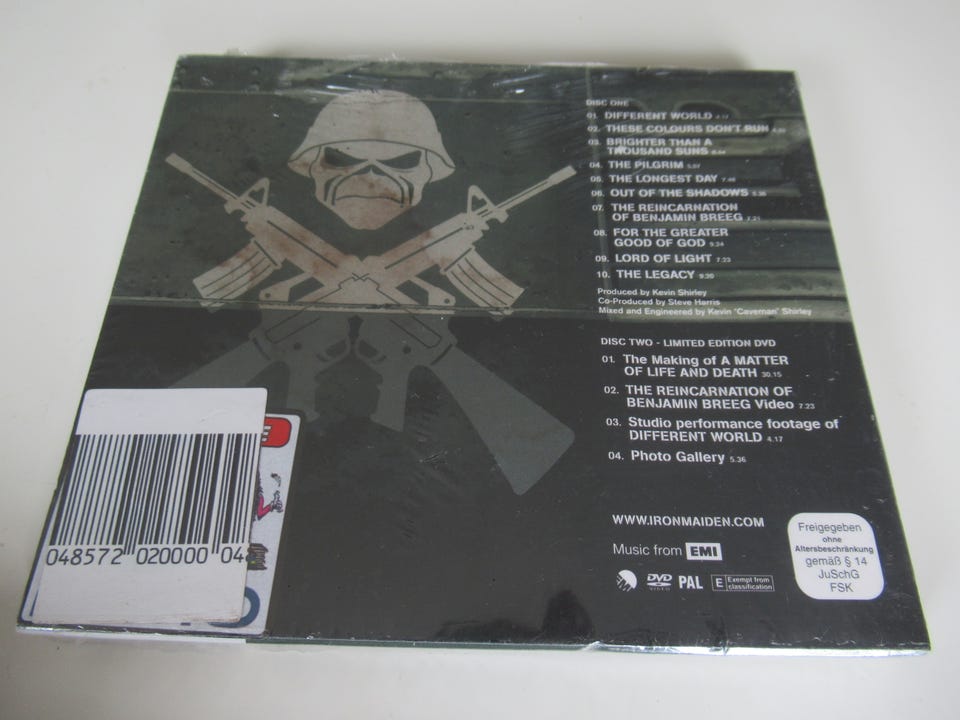 DISC ONE
01. DIFFERENT WORLD 4.17
02. THESE COLOURS DON'T RUN
03. BRIGHTER THAN A
THOUSAND SUNS
04. THE PILGRIM 5.07
05. THE LONGEST DAY 7.48
06. OUT OF THE SHADOWS 5.36
07. THE REINCARNATION
OF BENJAMIN BREEG 7.21
08. FOR THE GREATER
GOOD OF GOD 9.24
09. LORD OF LIGHT 7.23
10. THE LEGACY 9.20
Produced by Kevin Shirley
Co-Produced by Steve Harris
Mixed and Engineered by Kevin 'Caveman' Shirley
DISC TWO - LIMITED EDITION DVD
01. The Making of A MATTER
OF LIFE AND DEATH 30.15
02. THE REINCARNATION OF
BENJAMIN BREEG Video 7.23
03. Studio performance footage of
DIFFERENT WORLD 4.17
04. Photo Gallery 5.36
WWW.IRONMAIDEN.COM
Music from EMI
DVD VIDEO PAL E Exempt from
classification
Freigegeben
ohne
Altersbeschränkung
gemäß § 14
JuSchG
FSK
048572 020000 04